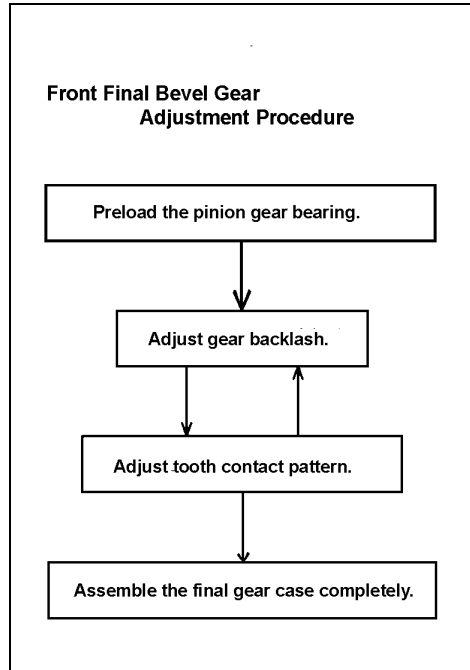 Front Final Bevel Gear
Adjustment Procedure
Preload the pinion gear bearing.
Adjust gear backlash.
Adjust tooth contact pattern.
Assemble the final gear case completely.